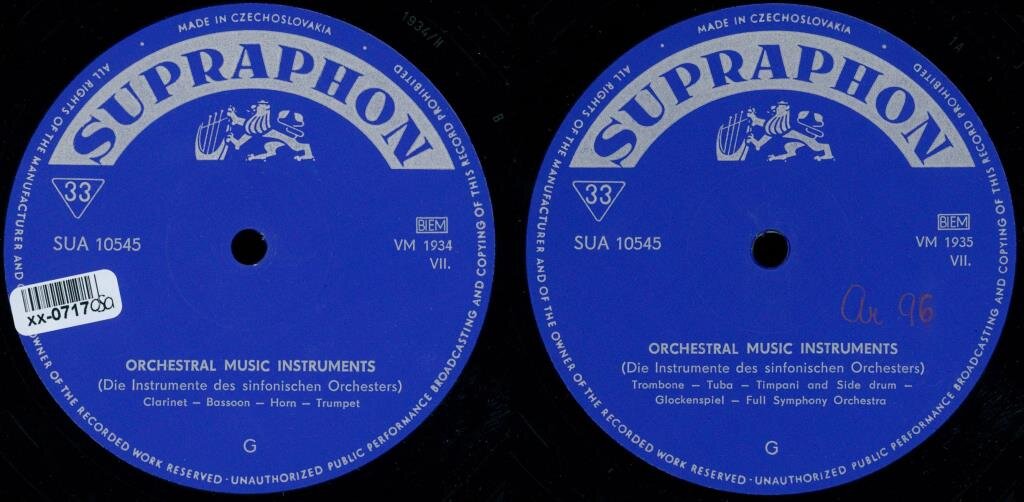 MADE IN CZECHOSLOVAKIA
ALL RIGHTS OF THE MANUFACTURER AND OF THE OWNER OF THE RECORDED WORK RESERVED · UNAUTHORIZED PUBLIC PERFORMANCE BROADCASTING AND COPYING OF THIS RECORD PROHIBITED
SUPRAPHON
33
SUA 10545
BIEM
VM 1934
VII.
xx-0717
ORCHESTRAL MUSIC INSTRUMENTS
(Die Instrumente des sinfonischen Orchesters)
Clarinet – Bassoon – Horn – Trumpet
G
1934/H
B
MADE IN CZECHOSLOVAKIA
ALL RIGHTS OF THE MANUFACTURER AND OF THE OWNER OF THE RECORDED WORK RESERVED · UNAUTHORIZED PUBLIC PERFORMANCE BROADCASTING AND COPYING OF THIS RECORD PROHIBITED
SUPRAPHON
33
SUA 10545
BIEM
VM 1935
VII.
Ar 96
ORCHESTRAL MUSIC INSTRUMENTS
(Die Instrumente des sinfonischen Orchesters)
Trombone – Tuba – Timpani and Side drum –
Glockenspiel – Full Symphony Orchestra
G
1A